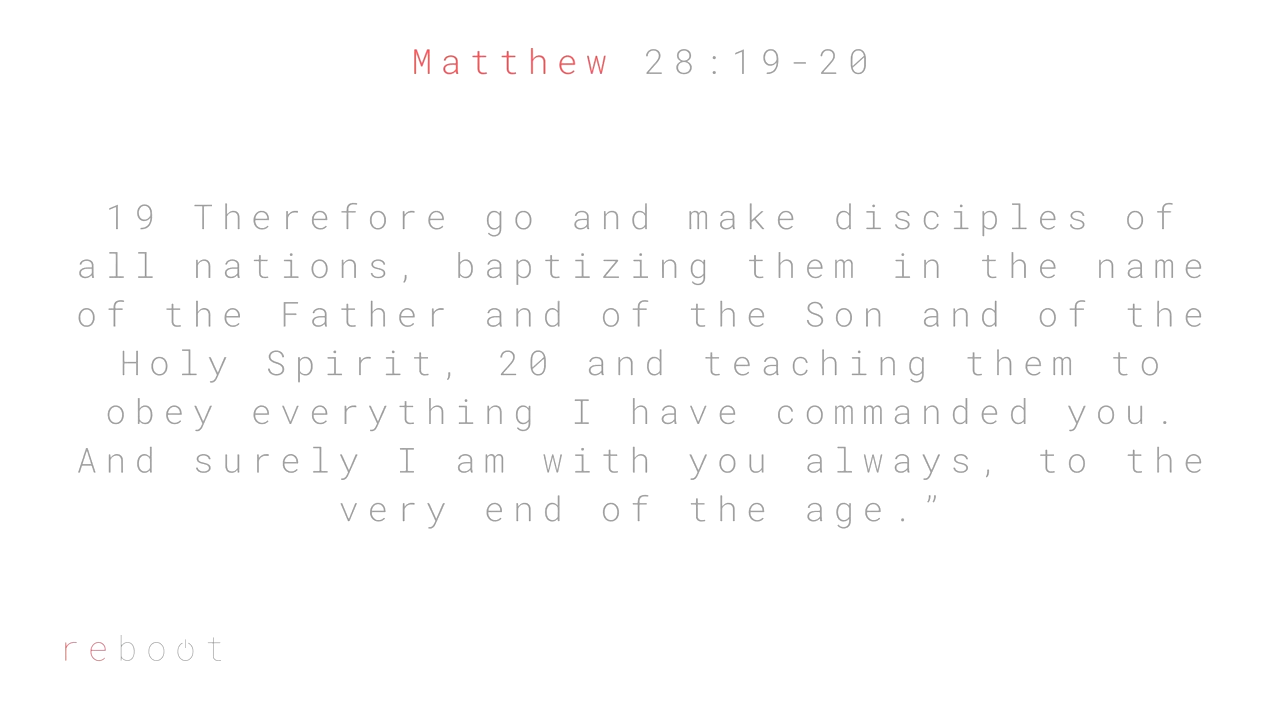 Matthew 28:19-20
19 Therefore go and make disciples of
all nations, baptizing them in the name
of the Father and of the Son and of the
Holy Spirit, 20 and teaching them to
obey everything I have commanded you.
And surely I am with you always, to the
very end of the age.”
reboot